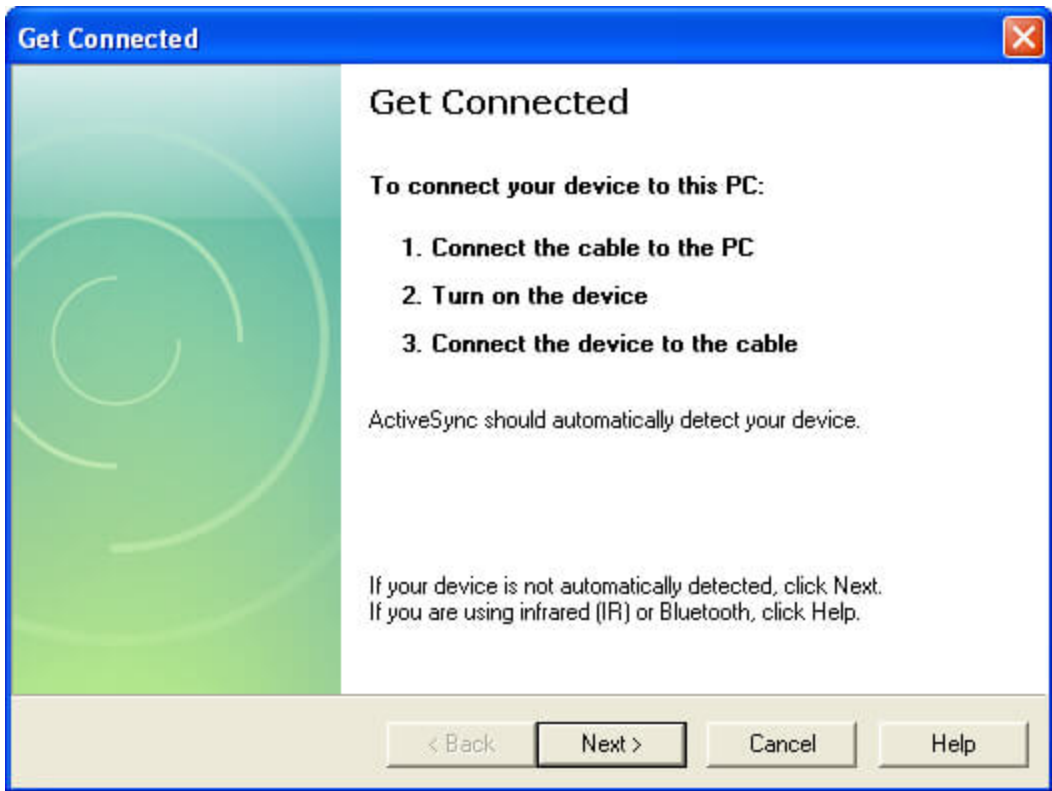 Get Connected
Get Connected
To connect your device to this PC:
1. Connect the cable to the PC
2. Turn on the device
3. Connect the device to the cable
ActiveSync should automatically detect your device.
If your device is not automatically detected, click Next.
If you are using infrared (IR) or Bluetooth, click Help.
< Back Next > Cancel Help